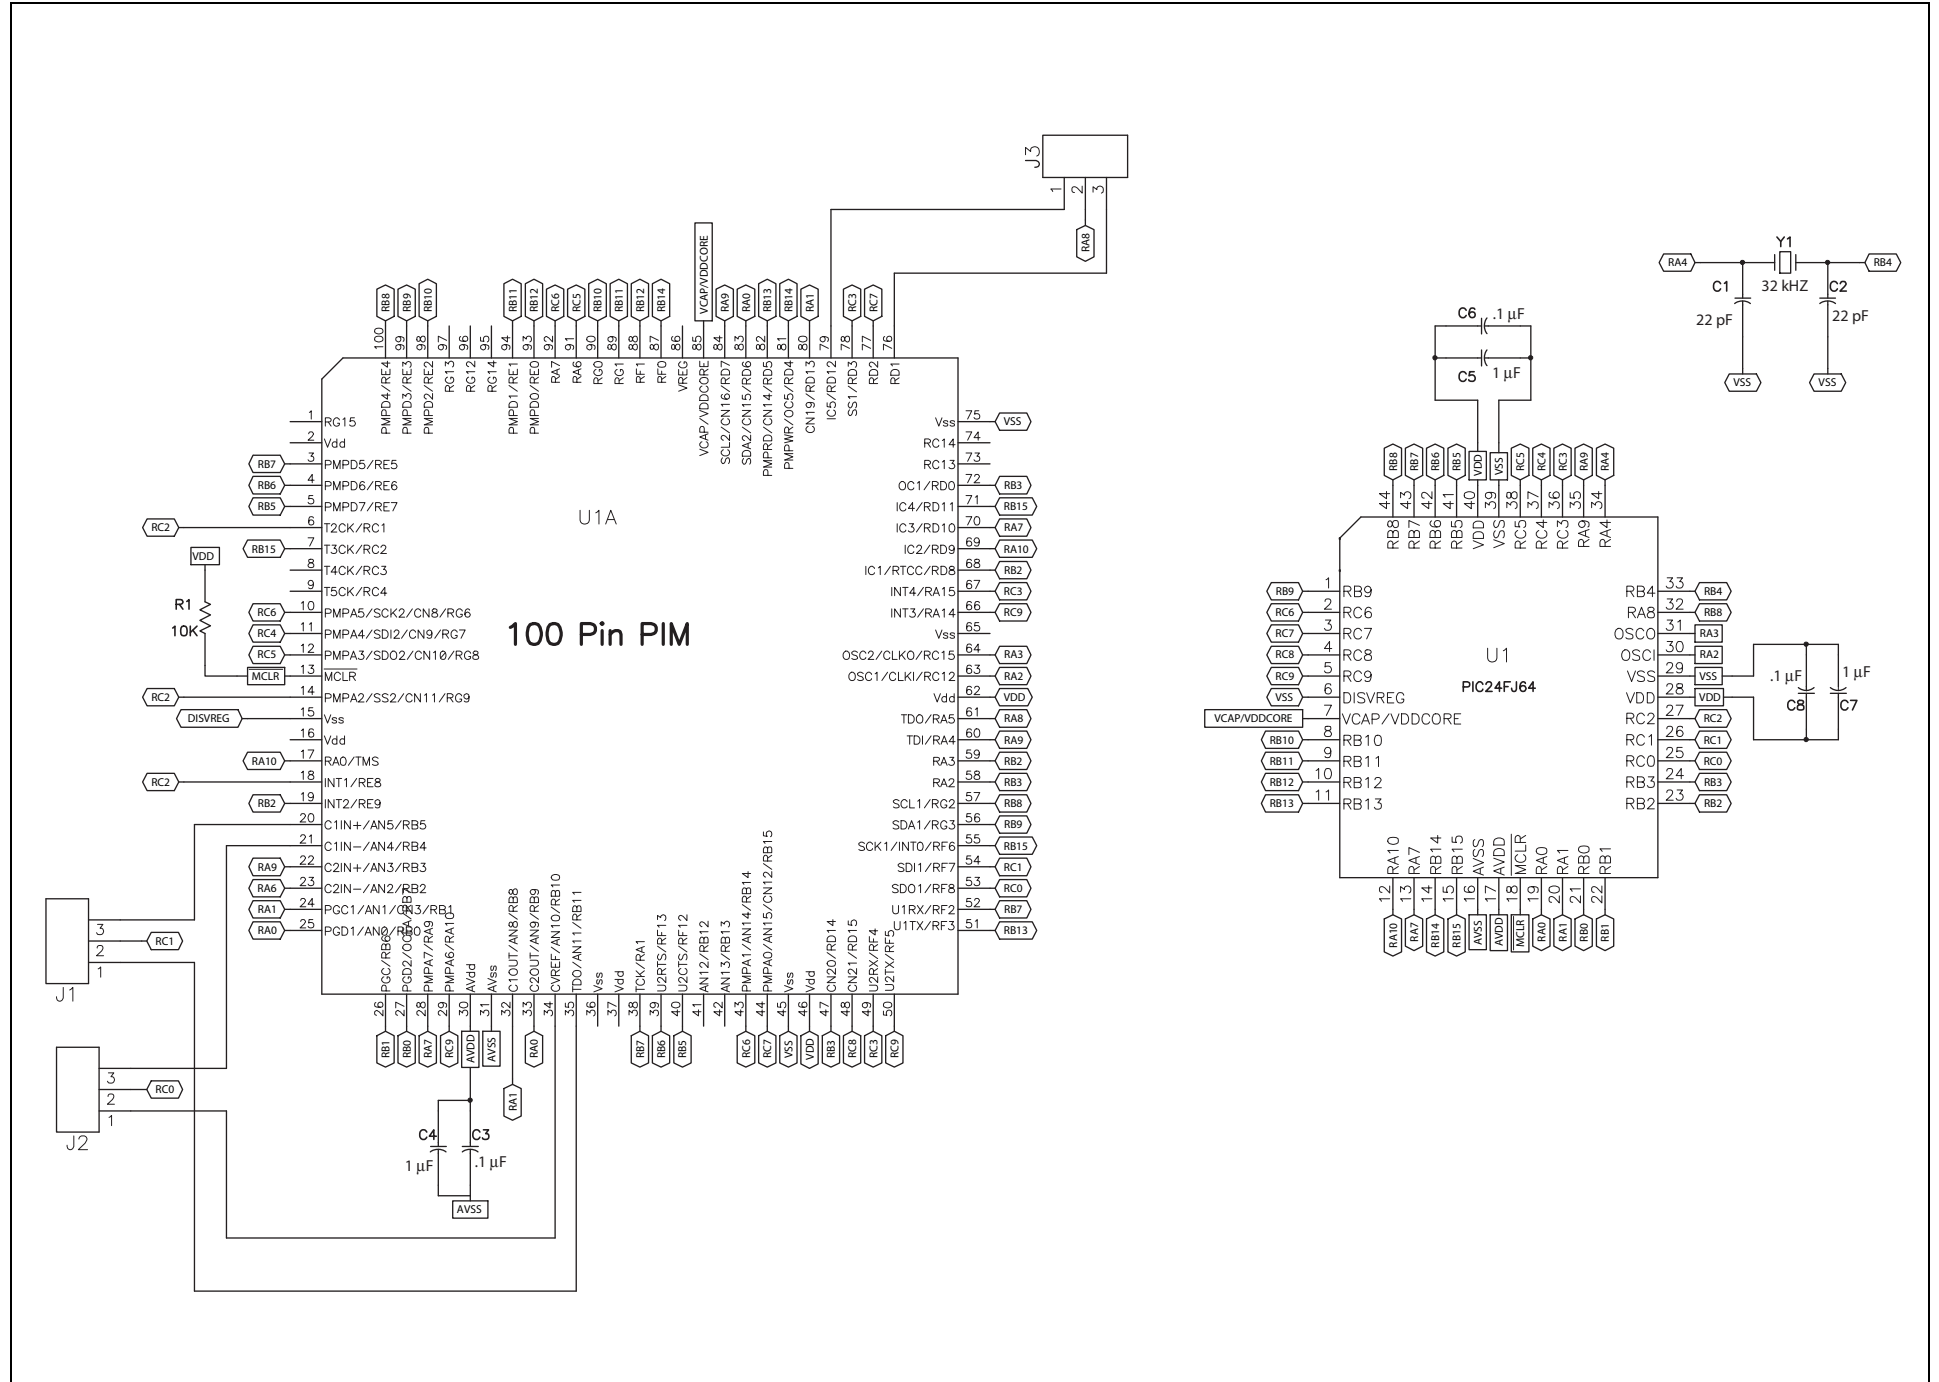 J3
1
2
3
RA8
VCAP/VDDCORE
RB8
RB9
RB10
RB11
RB12
RC6
RC5
RB10
RB11
RB12
RB14
RA9
RA0
RB13
RB14
RA1
RC3
RC7
100
99
98
97
96
95
94
93
92
91
90
89
88
87
86
85
84
83
82
81
80
79
78
77
76
PMPD4/RE4
PMPD3/RE3
PMPD2/RE2
RG13
RG12
RG14
PMPD1/RE1
PMPD0/RE0
RA7
RA6
RG0
RG1
RF1
RF0
VREG
VCAP/VDDCORE
SCL2/CN16/RD7
SDA2/CN15/RD6
PMPRD/CN14/RD5
PMPWR/OC5/RD4
CN19/RD13
IC5/RD12
SS1/RD3
RD2
RD1
1 RG15
2 Vdd
RB7 3 PMPD5/RE5
RB6 4 PMPD6/RE6
RB5 5 PMPD7/RE7
RC2 6 T2CK/RC1
RB15 7 T3CK/RC2
8 T4CK/RC3
9 T5CK/RC4
RC6 10 PMPA5/SCK2/CN8/RG6
RC4 11 PMPA4/SDI2/CN9/RG7
RC5 12 PMPA3/SDO2/CN10/RG8
MCLR 13 MCLR
RC2 14 PMPA2/SS2/CN11/RG9
DISVREG 15 Vss
16 Vdd
RA10 17 RA0/TMS
RC2 18 INT1/RE8
RB2 19 INT2/RE9
20 C1IN+/AN5/RB5
21 C1IN-/AN4/RB4
RA9 22 C2IN+/AN3/RB3
RA6 23 C2IN-/AN2/RB2
RA1 24 PGC1/AN1/CN3/RB1
RA0 25 PGD1/AN0/RB0
VDD
R1
10K
U1A
100 Pin PIM
Vss 75 VSS
RC14 74
RC13 73
OC1/RD0 72 RB3
IC4/RD11 71 RB15
IC3/RD10 70 RA7
IC2/RD9 69 RA10
IC1/RTCC/RD8 68 RB2
INT4/RA15 67 RC3
INT3/RA14 66 RC9
Vss 65
OSC2/CLKO/RC15 64 RA3
OSC1/CLKI/RC12 63 RA2
Vdd 62 VDD
TDO/RA5 61 RA8
TDI/RA4 60 RA9
RA3 59 RB2
RA2 58 RB3
SCL1/RG2 57 RB8
SDA1/RG3 56 RB9
SCK1/INT0/RF6 55 RB15
SDI1/RF7 54 RC1
SDO1/RF8 53 RC0
U1RX/RF2 52 RB7
U1TX/RF3 51 RB13
PGC/RB6
PMPA7/RA9
PMPA6/RA10
AVdd
AVss
C1OUT/AN8/RB8
C2OUT/AN9/RB9
CVREF/AN10/RB10
TDO/AN11/RB11
Vss
Vdd
TCK/RA1
U2RTS/RF13
U2CTS/RF12
AN12/RB12
AN13/RB13
PMPA1/AN14/RB14
PMPA0/AN15/CN12/RB15
Vss
Vdd
CN20/RD14
CN21/RD15
U2RX/RF4
U2TX/RF5
26
27
28
29
30
31
32
33
34
35
36
37
38
39
40
41
42
43
44
45
46
47
48
49
50
RB1
RB0
RA7
RC9
AVDD
AVSS
RA1
RA0
RB7
RB6
RB5
RC6
RC7
VSS
VDD
RB3
RC8
RC3
RC9
3
RC1
2
1
J1
3
RC0
2
1
J2
C4
1 µF
C3
.1 µF
AVSS
RA4
Y1
RB4
C1
32 kHZ
C2
22 pF
22 pF
VSS
VSS
C6 .1 µF
C5 1 µF
RB8
RB7
RB6
RB5
VDD
VSS
RC5
RC4
RC3
RA9
RA4
44
43
42
41
40
39
38
37
36
35
34
RB8
RB7
RB6
RB5
VDD
VSS
RC5
RC4
RC3
RA9
RA4
RB9 1 RB9
RC6 2 RC6
RC7 3 RC7
RC8 4 RC8
RC9 5 RC9
VSS 6 DISVREG
VCAP/VDDCORE 7 VCAP/VDDCORE
RB10 8 RB10
RB11 9 RB11
RB12 10 RB12
RB13 11 RB13
U1
PIC24FJ64
RB4 33 RB4
RA8 32 RB8
OSCO 31 RA3
OSCI 30 RA2
VSS 29 VSS
VDD 28 VDD
RC2 27 RC2
RC1 26 RC1
RC0 25 RC0
RB3 24 RB3
RB2 23 RB2
.1 µF
C8
1 µF
C7
RA10
RA7
RB14
RB15
AVSS
AVDD
MCLR
RA0
RA1
RB0
RB1
12
13
14
15
16
17
18
19
20
21
22
RA10
RA7
RB14
RB15
AVSS
AVDD
MCLR
RA0
RA1
RB0
RB1